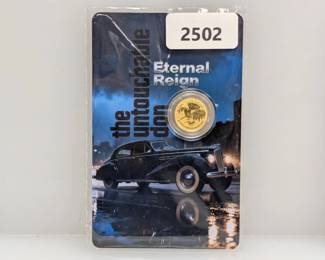 2502
Eternal
Reign
the
untouchable
don